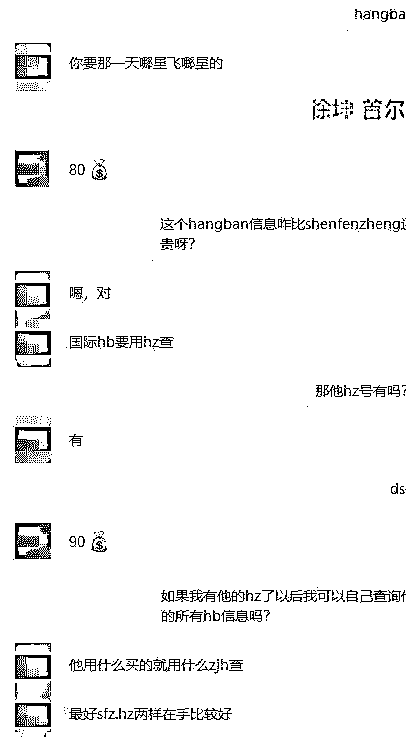 hangba
你要那一天哪里飞哪里的
徐坤 首尔
80 💰
这个hangban信息咋比shenfenzheng还
贵呀？
嗯，对
国际hb要用hz查
那他hz号有吗？
有
ds
90 💰
如果我有他的hz了以后我可以自己查询他
的所有hb信息吗？
他用什么买的就用什么zjh查
最好sfz.hz两样在手比较好